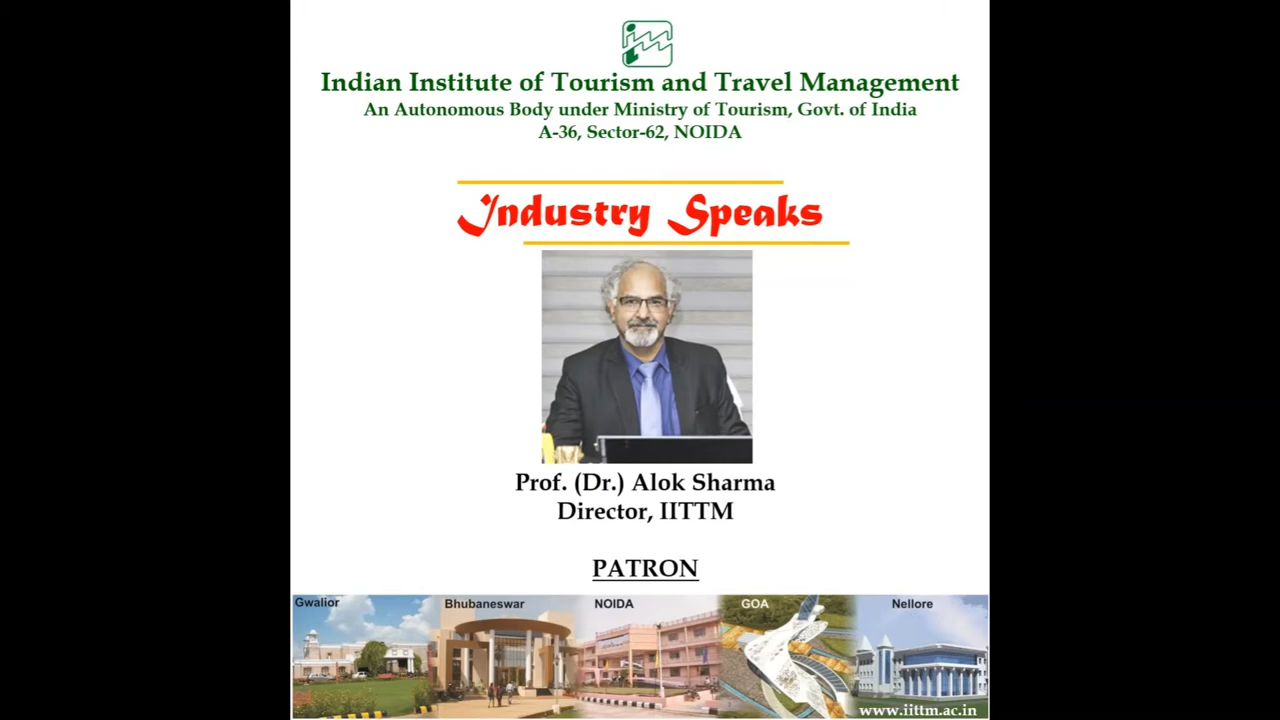 Indian Institute of Tourism and Travel Management
An Autonomous Body under Ministry of Tourism, Govt. of India
A-36, Sector-62, NOIDA
Industry Speaks
Prof. (Dr.) Alok Sharma
Director, IITTM
PATRON
Gwalior Bhubaneswar NOIDA GOA Nellore
www.iittm.ac.in